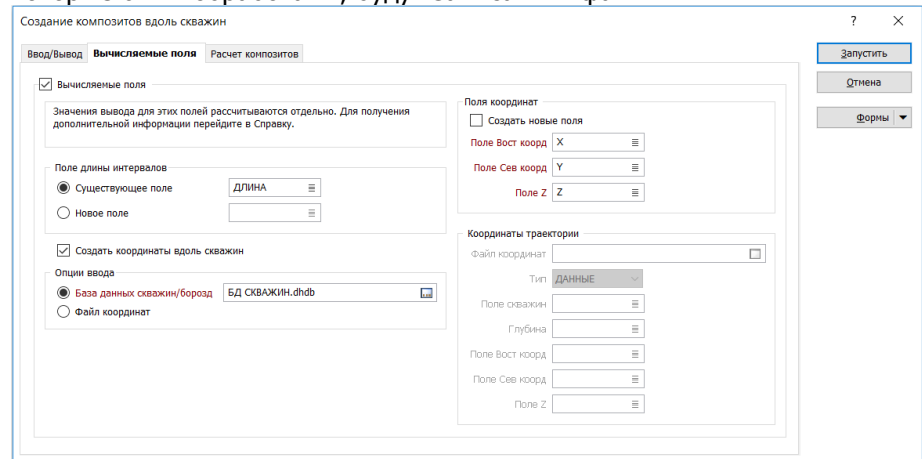 Создание композитов вдоль скважин
? ×
Ввод/Вывод Вычисляемые поля Расчет композитов
Запустить
Отмена
Формы
Вычисляемые поля
Значения вывода для этих полей рассчитываются отдельно. Для получения
дополнительной информации перейдите в Справку.
Поле длины интервалов
Существующее поле ДЛИНА
Новое поле
Создать координаты вдоль скважин
Опции ввода
База данных скважин/борозд БД СКВАЖИН.dhdb
Файл координат
Поля координат
Создать новые поля
Поле Вост коорд X
Поле Сев коорд Y
Поле Z Z
Координаты траектории
Файл координат
Тип ДАННЫЕ
Поле скважин
Глубина
Поле Вост коорд
Поле Сев коорд
Поле Z